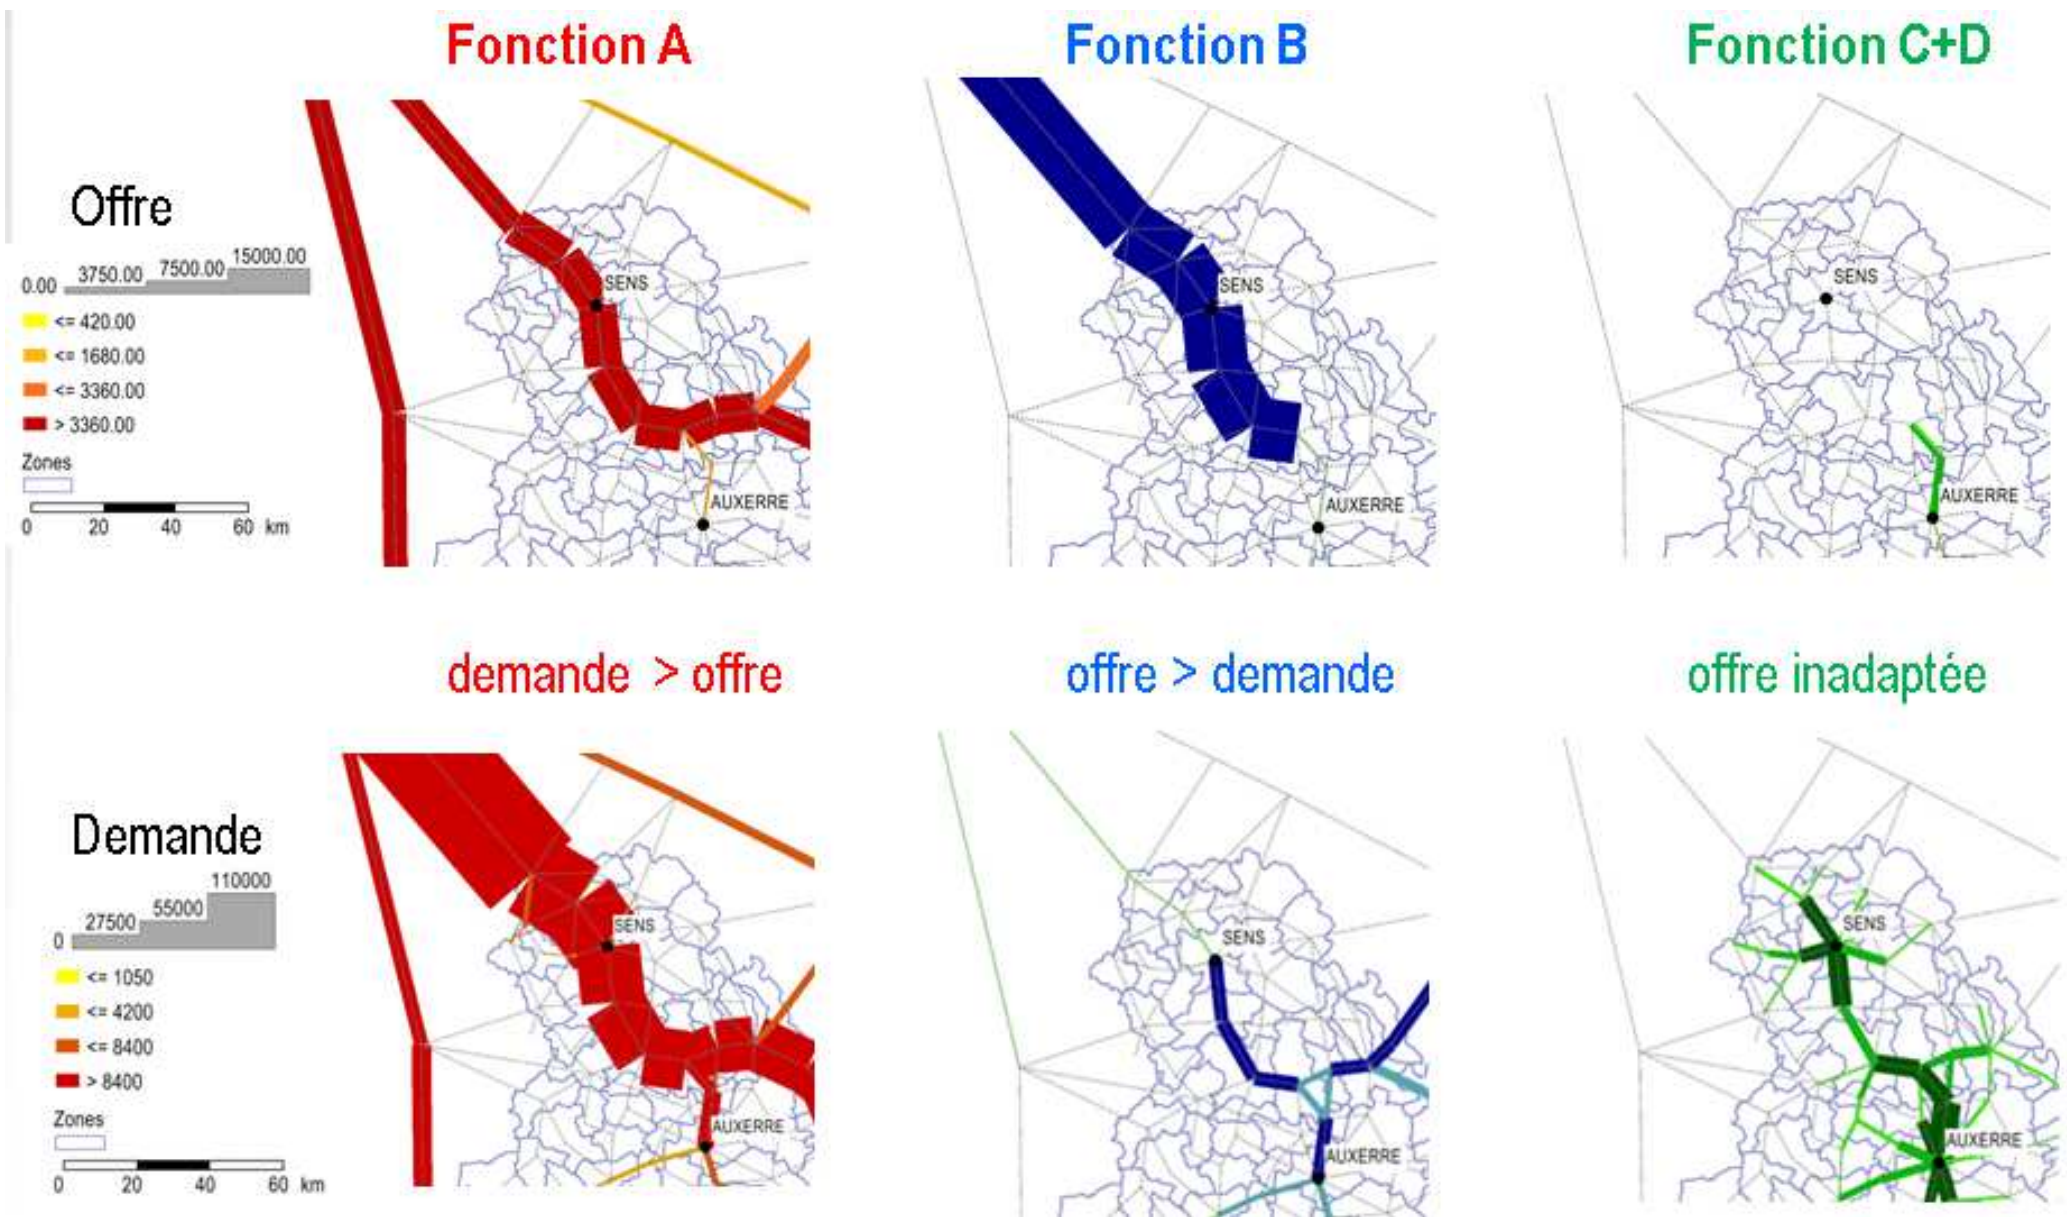 Fonction A
Fonction B
Fonction C+D
Offre
0.00 3750.00 7500.00 15000.00
<= 420.00
<= 1680.00
<= 3360.00
> 3360.00
Zones
0 20 40 60 km
SENS
AUXERRE
SENS
AUXERRE
SENS
AUXERRE
demande > offre
offre > demande
offre inadaptée
Demande
0 27500 55000 110000
<= 1050
<= 4200
<= 8400
> 8400
Zones
0 20 40 60 km
SENS
AUXERRE
SENS
AUXERRE
SENS
AUXERRE